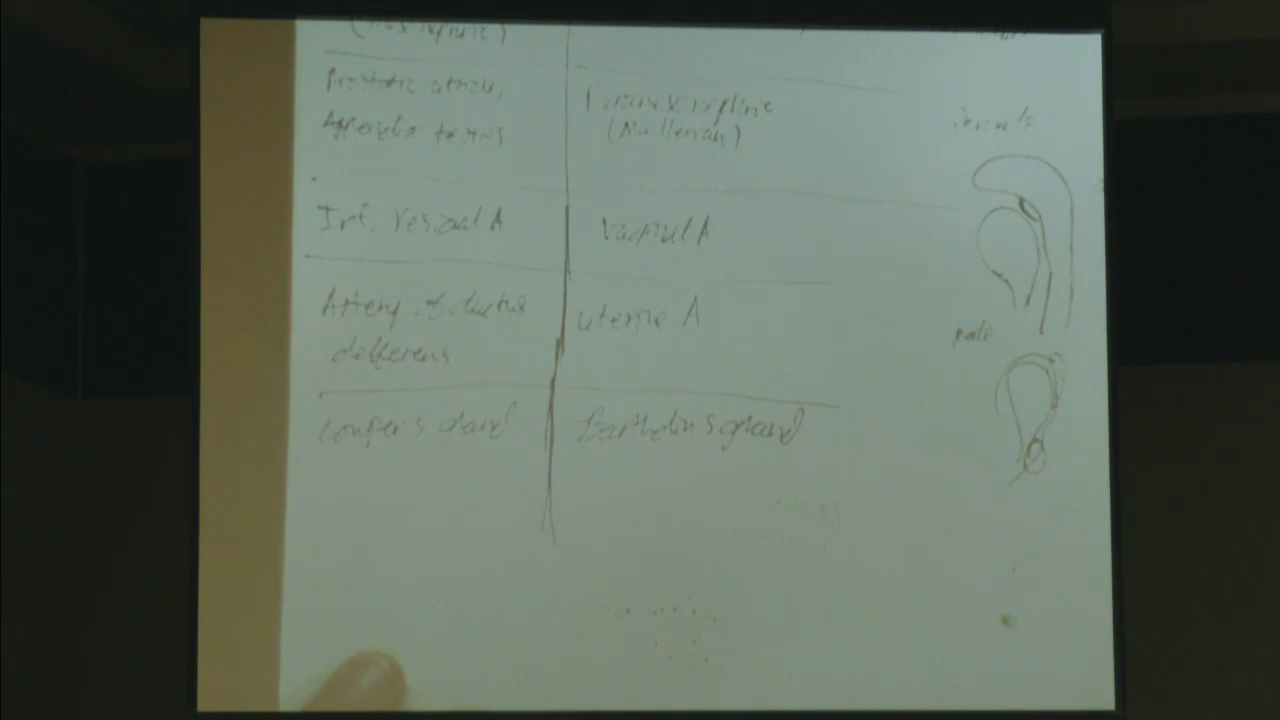 Prostatic utricle,
Appendix testis
Paramesonephric
(Mullerian)
female
Inf. vesical A
vaginal A
Artery of ductus
defferens
uterine A
male
Cowper's gland
Bartholin's gland